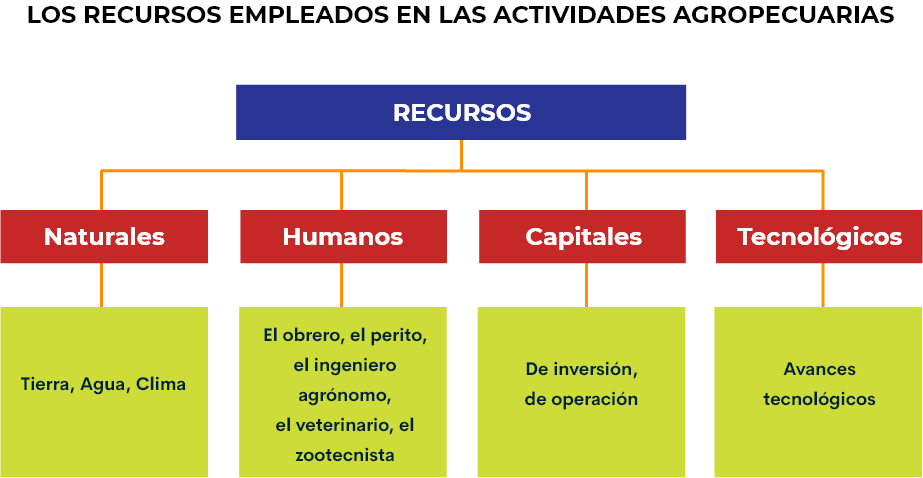 LOS RECURSOS EMPLEADOS EN LAS ACTIVIDADES AGROPECUARIAS
RECURSOS
Naturales
Humanos
Capitales
Tecnológicos
Tierra, Agua, Clima
El obrero, el perito,
el ingeniero
agrónomo,
el veterinario, el
zootecnista
De inversión,
de operación
Avances
tecnológicos